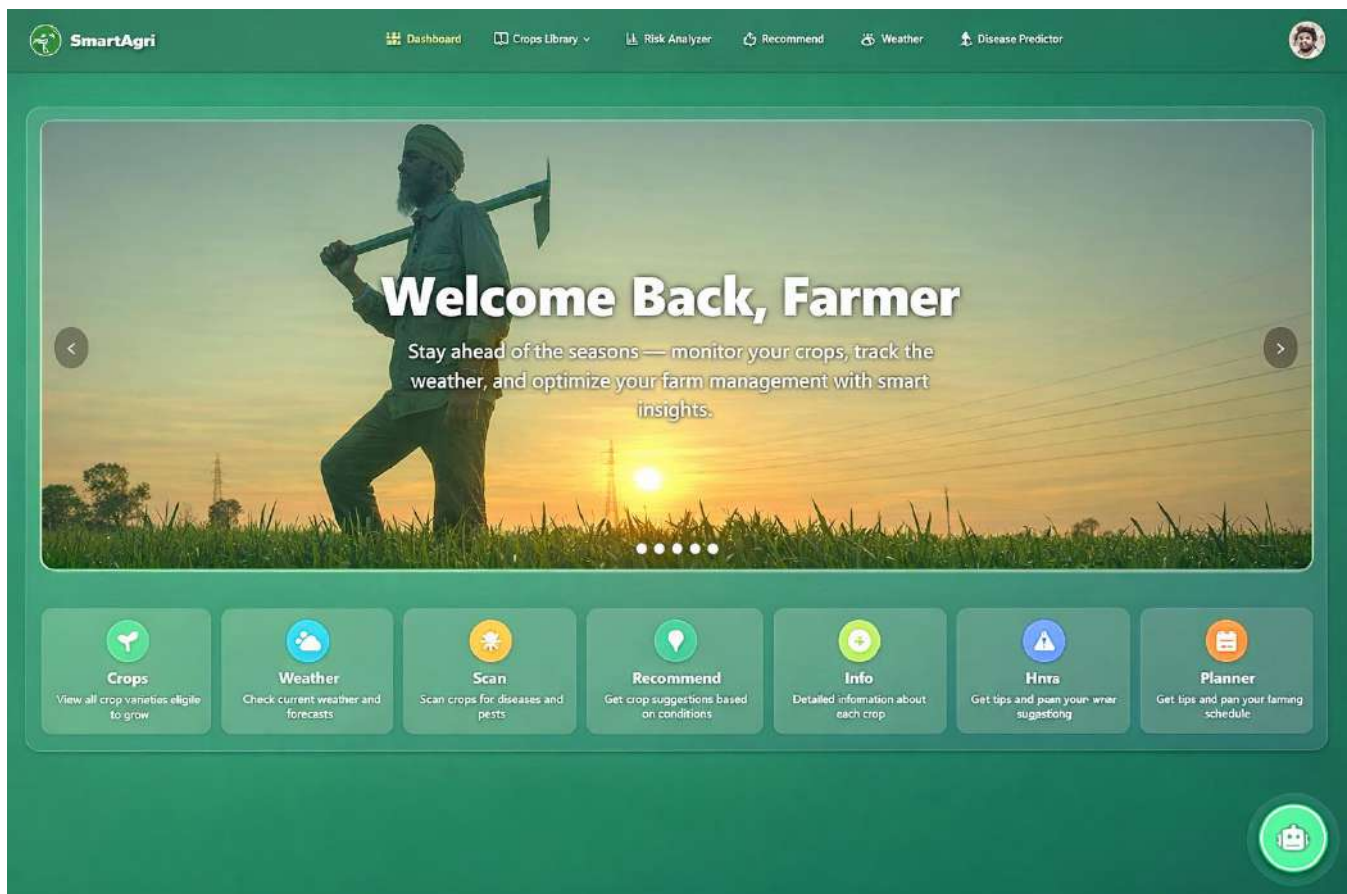 SmartAgri
Dashboard
Crops Library
Risk Analyzer
Recommend
Weather
Disease Predictor
Welcome Back, Farmer
Stay ahead of the seasons — monitor your crops, track the
weather, and optimize your farm management with smart
insights.
Crops
View all crop varieties eligile
to grow
Weather
Check current weather and
forecasts
Scan
Scan crops for diseases and
pests
Recommend
Get crop suggestions based
on conditions
Info
Detailed infomation about
each crop
Hnra
Get tips and your
Planner
Get tips and pan your faming
schedule